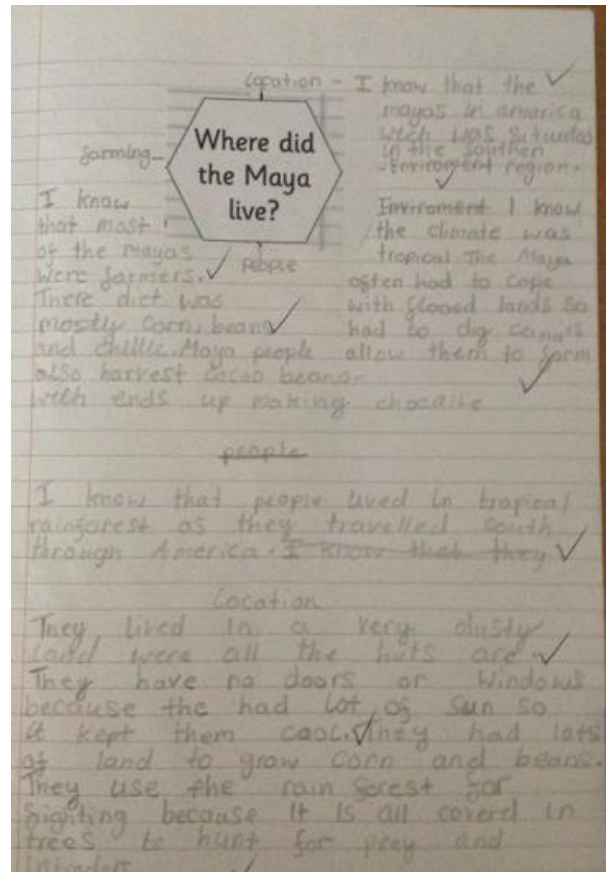 Location - I know that the
mayas in america
wich was situated
in the southen
enviroment region.
Where did
the Maya
live?
farming-
people
I know
that most
of the mayas
were farmers.
There diet was
mostly corn, beans
and chillie. Maya people
also harvest cacao beans-
wich ends up making chocalte
Enviroment I know
the climate was
tropical. The Maya
often had to cope
with flooed lands so
had to dig canals
allow them to farm
people
I know that people lived in tropical
rainforest as they travelled south
through America. I know that they
Location
They lived in a very dusty
land were all the huts are
They have no doors or windows
because the had lot of sun so
it kept them cool. They had lots
of land to grow corn and beans.
They use the rain forest for
fighting because it is all coverd in
trees to hunt for prey and
intruders